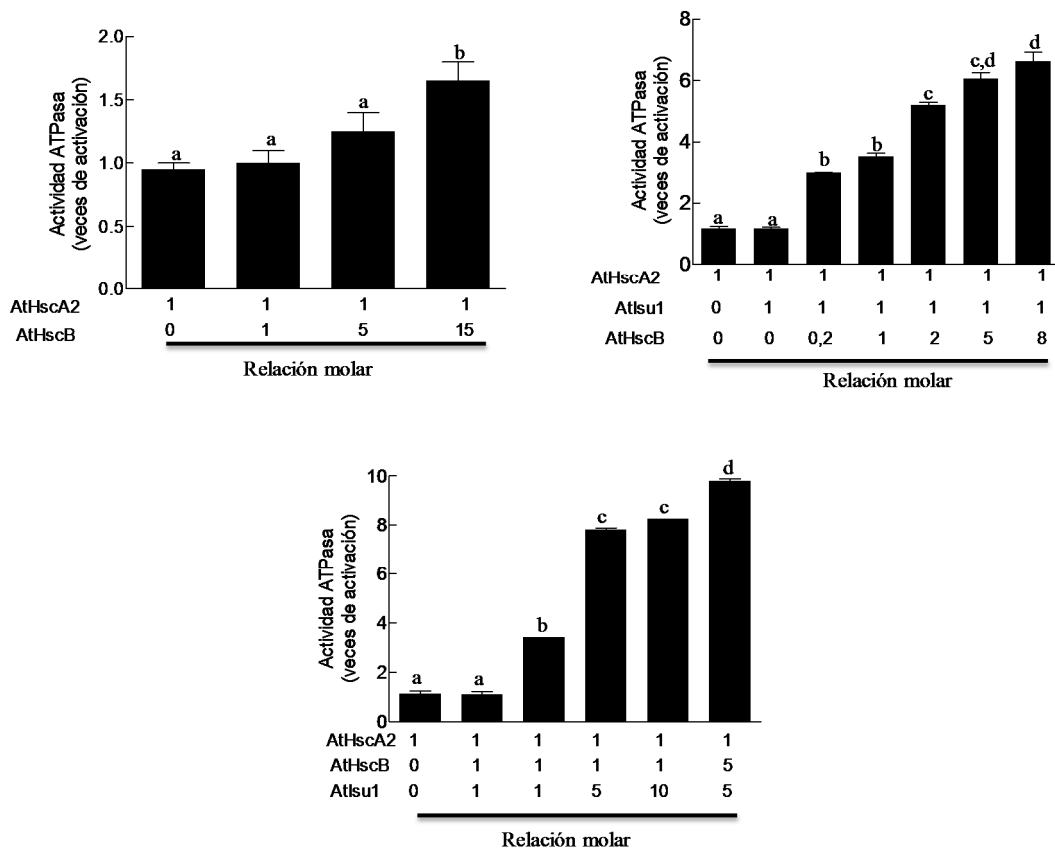 Actividad ATPasa
(veces de activación)
2.0
1.5
1.0
0.5
0.0
a
a
a
b
AtHscA2 1 1 1 1
AtHscB 0 1 5 15
Relación molar
Actividad ATPasa
(veces de activación)
8
6
4
2
0
a
a
b
b
c
c,d
d
AtHscA2 1 1 1 1 1 1 1
AtIsu1 0 1 1 1 1 1 1
AtHscB 0 0 0,2 1 2 5 8
Relación molar
Actividad ATPasa
(veces de activación)
10
8
6
4
2
0
a
a
b
c
c
d
AtHscA2 1 1 1 1 1 1
AtHscB 0 1 1 1 1 5
AtIsu1 0 1 1 5 10 5
Relación molar